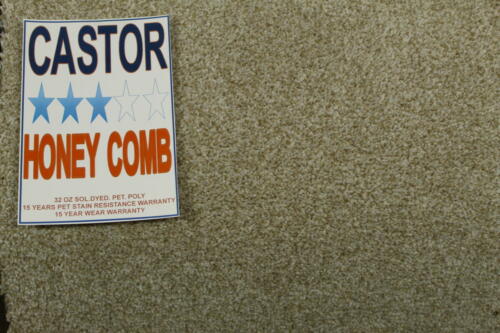 CASTOR
HONEY COMB
32 OZ SOL.DYED. PET. POLY
15 YEARS PET STAIN RESISTANCE WARRANTY
15 YEAR WEAR WARRANTY